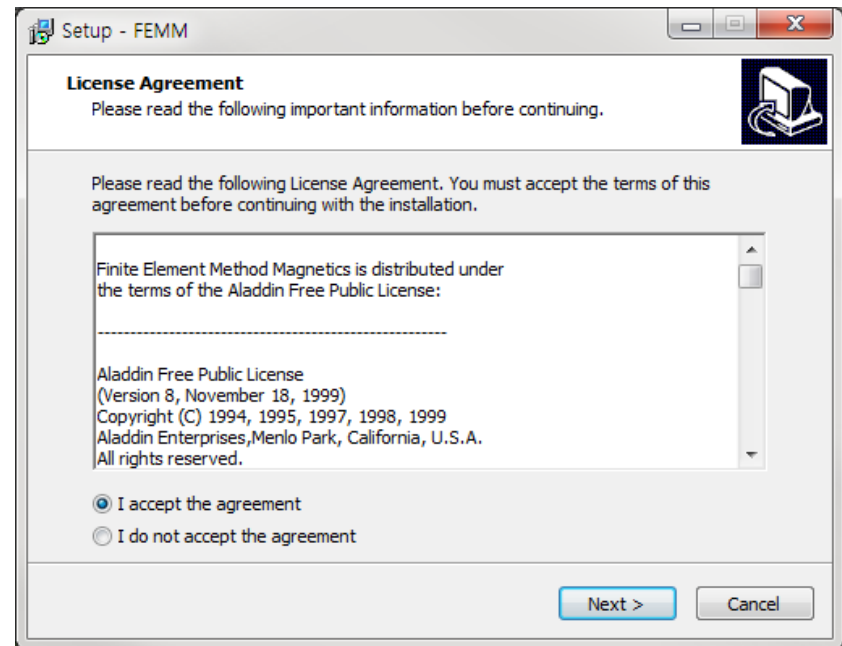 Setup - FEMM
License Agreement
Please read the following important information before continuing.
Please read the following License Agreement. You must accept the terms of this
agreement before continuing with the installation.
Finite Element Method Magnetics is distributed under
the terms of the Aladdin Free Public License:
------------------------------------------------------
Aladdin Free Public License
(Version 8, November 18, 1999)
Copyright (C) 1994, 1995, 1997, 1998, 1999
Aladdin Enterprises,Menlo Park, California, U.S.A.
All rights reserved.
I accept the agreement
I do not accept the agreement
Next >
Cancel